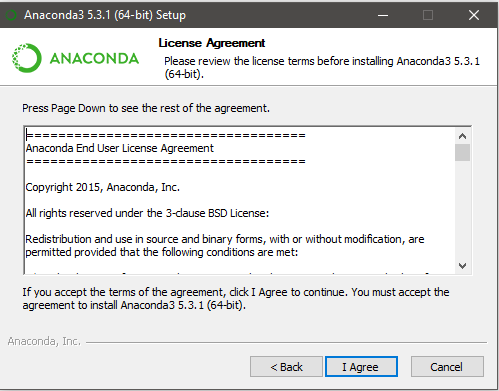 Anaconda3 5.3.1 (64-bit) Setup
ANACONDA
License Agreement
Please review the license terms before installing Anaconda3 5.3.1
(64-bit).
Press Page Down to see the rest of the agreement.
===================================
Anaconda End User License Agreement
===================================
Copyright 2015, Anaconda, Inc.
All rights reserved under the 3-clause BSD License:
Redistribution and use in source and binary forms, with or without modification, are
permitted provided that the following conditions are met:
If you accept the terms of the agreement, click I Agree to continue. You must accept the
agreement to install Anaconda3 5.3.1 (64-bit).
Anaconda, Inc.
< Back
I Agree
Cancel